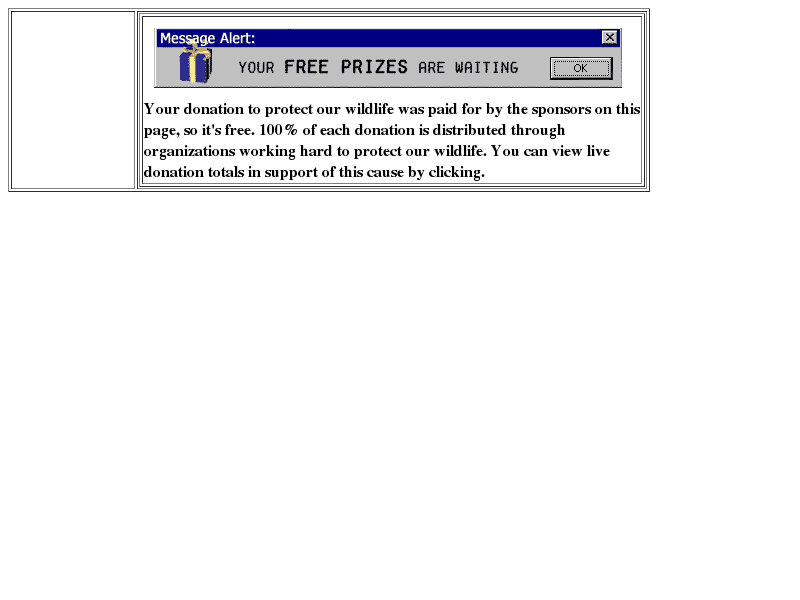 Message Alert:
YOUR FREE PRIZES ARE WAITING
OK
Your donation to protect our wildlife was paid for by the sponsors on this
page, so it's free. 100% of each donation is distributed through
organizations working hard to protect our wildlife. You can view live
donation totals in support of this cause by clicking.